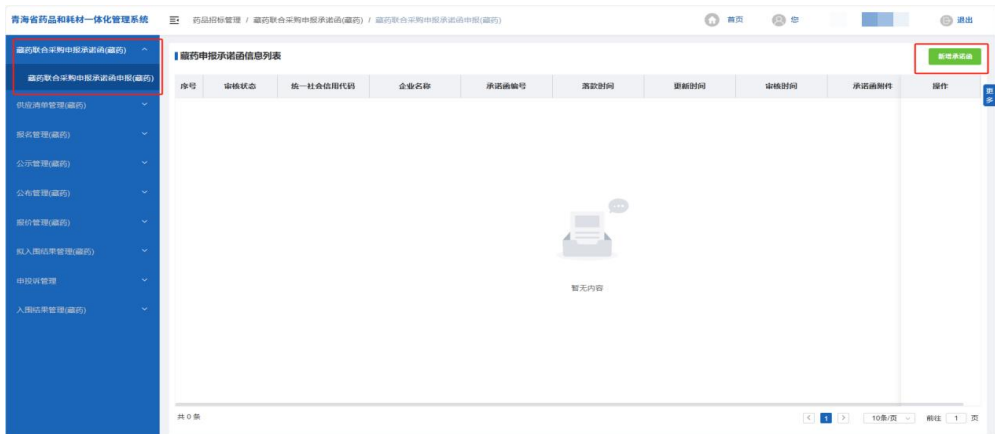 青海省药品和耗材一体化管理系统
药品招标管理 / 藏药联合采购申报承诺函(藏药) / 藏药联合采购申报承诺函申报(藏药)
首页
您
退出
藏药联合采购申报承诺函(藏药)
藏药联合采购申报承诺函申报(藏药)
供应清单管理(藏药)
报名管理(藏药)
公示管理(藏药)
公布管理(藏药)
报价管理(藏药)
拟入围结果管理(藏药)
申投诉管理
入围结果管理(藏药)
藏药申报承诺函信息列表
新增承诺函
序号 审核状态 统一社会信用代码 企业名称 承诺函编号 落款时间 更新时间 审核时间 承诺函附件 操作
更多
暂无内容
共 0 条
1
10条/页
前往 1 页